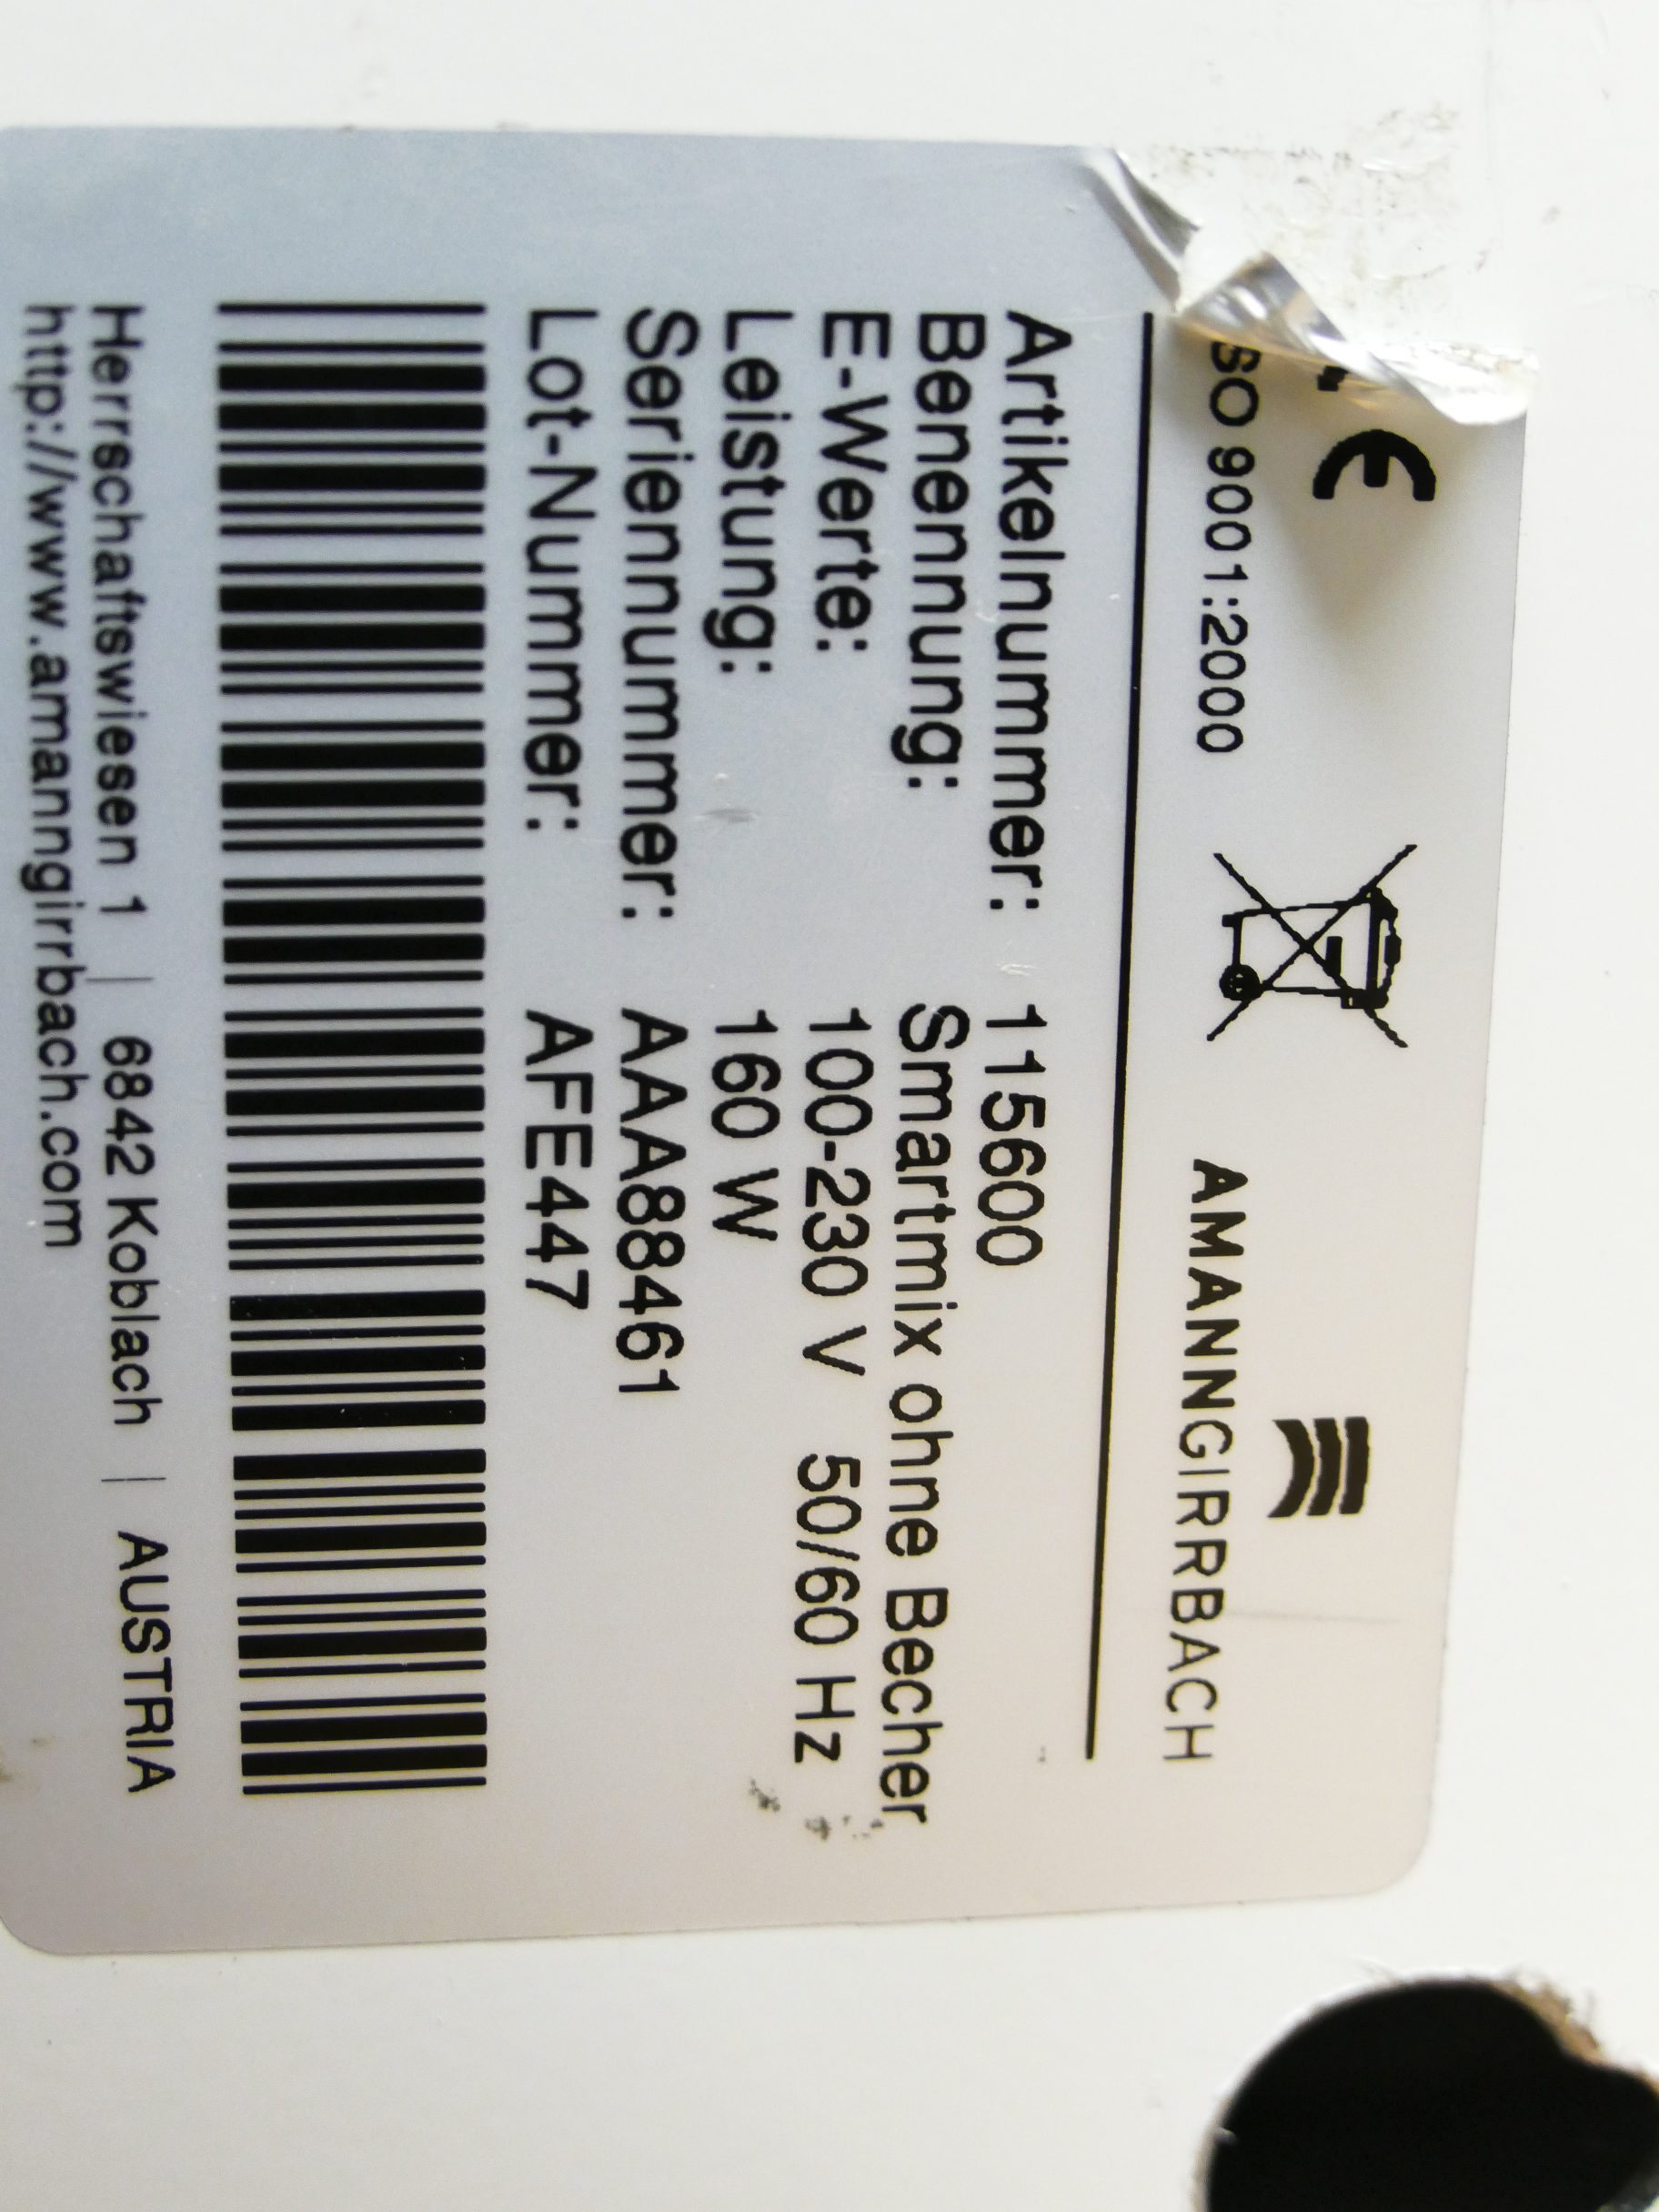 CE
ISO 9001:2000
AMANNGIRRBACH
Artikelnummer: 115600
Benennung: Smartmix ohne Becher
E-Werte: 100-230 V 50/60 Hz
Leistung: 160 W
Seriennummer: AAA88461
Lot-Nummer: AFE447
Herrschaftswiesen 1 | 6842 Koblach | AUSTRIA
http://www.amanngirrbach.com